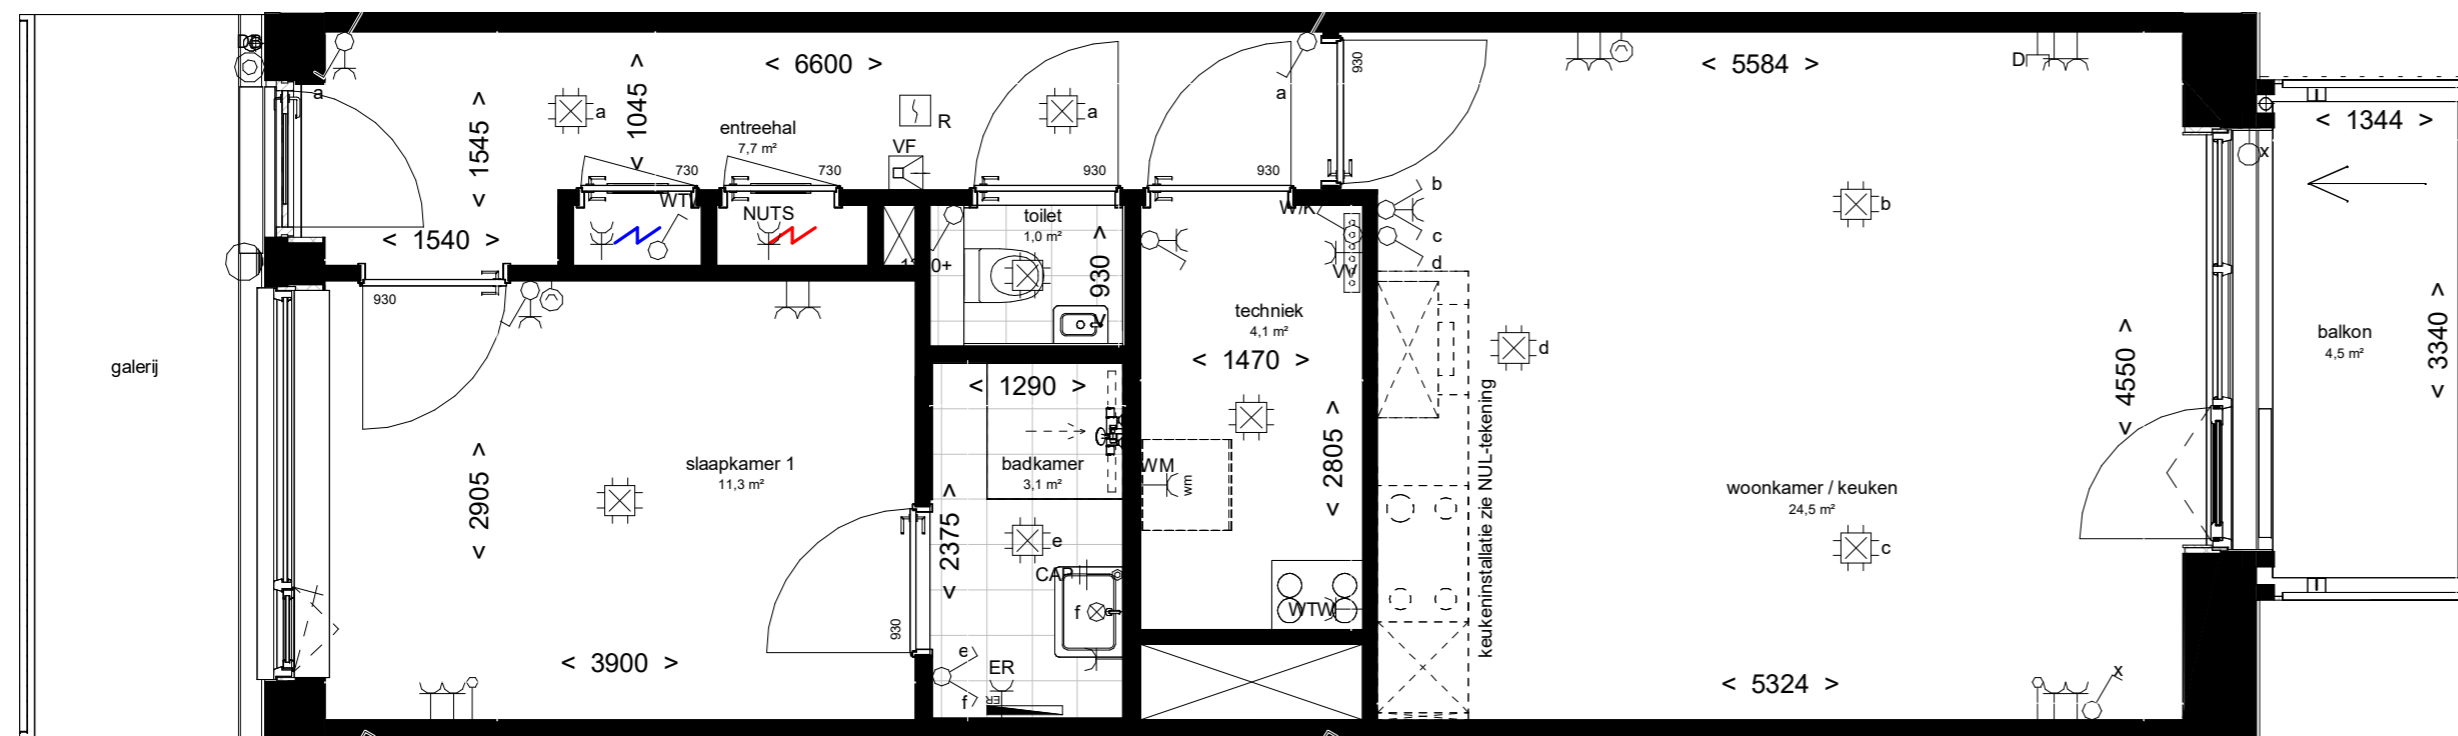 < 6600 >
930
< 5584 >
D
a
< 1545 >
a
< 1045 >
entreehal
7,7 m²
R
VF
a
a
< 1344 >
x
730
730
930
930
b
b
c
d
WTW
NUTS
toilet
1,0 m²
< 930 >
W/K
VV
< 1540 >
930
galerij
techniek
4,1 m²
< 1470 >
d
< 4550 >
balkon
4,5 m²
< 3340 >
< 1290 >
keukeninstallatie zie NUL-tekening
< 2905 >
slaapkamer 1
11,3 m²
badkamer
3,1 m²
WM
wm
< 2805 >
woonkamer / keuken
24,5 m²
c
< 2375 >
e
CAP
f
WTW
930
< 3900 >
e
f
ER
ER
< 5324 >
x